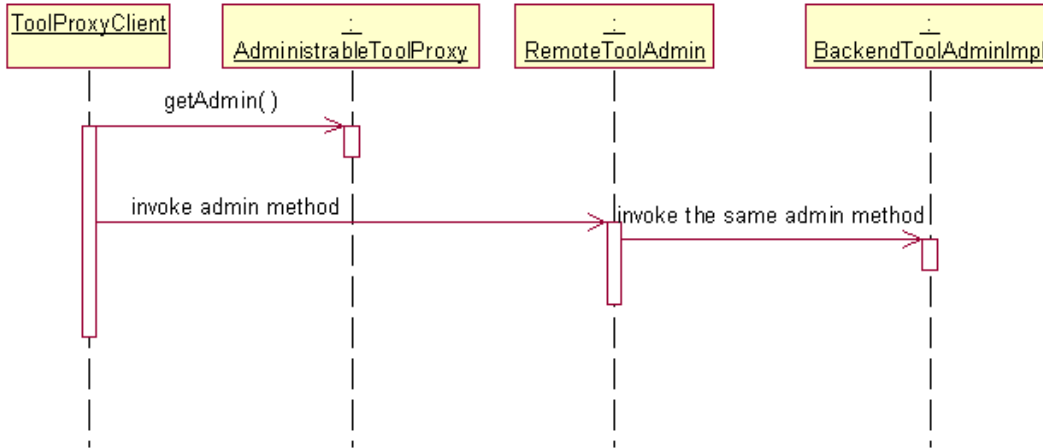 ToolProxyClient
:
AdministrableToolProxy
:
RemoteToolAdmin
:
BackendToolAdminImpl
getAdmin( )
invoke admin method
invoke the same admin method